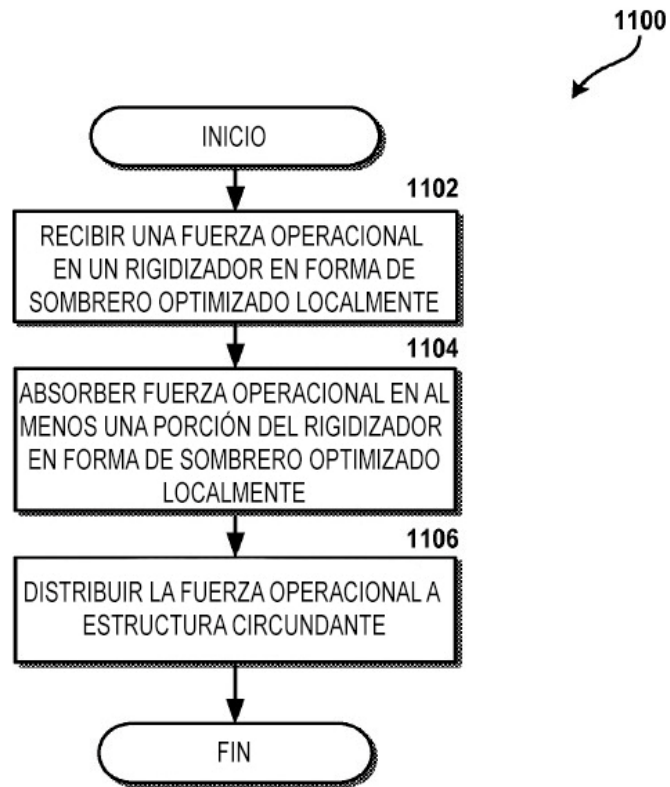 1100
INICIO
1102
RECIBIR UNA FUERZA OPERACIONAL
EN UN RIGIDIZADOR EN FORMA DE
SOMBRERO OPTIMIZADO LOCALMENTE
1104
ABSORBER FUERZA OPERACIONAL EN AL
MENOS UNA PORCIÓN DEL RIGIDIZADOR
EN FORMA DE SOMBRERO OPTIMIZADO
LOCALMENTE
1106
DISTRIBUIR LA FUERZA OPERACIONAL A
ESTRUCTURA CIRCUNDANTE
FIN